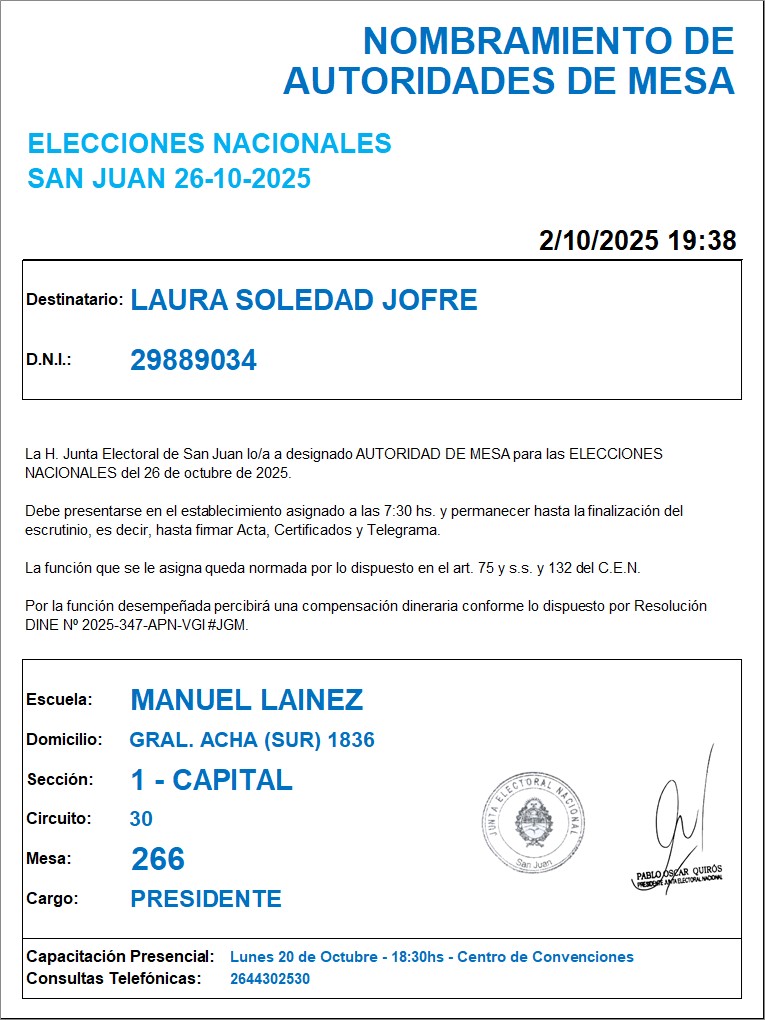 NOMBRAMIENTO DE
AUTORIDADES DE MESA
ELECCIONES NACIONALES
SAN JUAN 26-10-2025
2/10/2025 19:38
Destinatario: LAURA SOLEDAD JOFRE
D.N.I.: 29889034
La H. Junta Electoral de San Juan lo/a a designado AUTORIDAD DE MESA para las ELECCIONES
NACIONALES del 26 de octubre de 2025.
Debe presentarse en el establecimiento asignado a las 7:30 hs. y permanecer hasta la finalización del
escrutinio, es decir, hasta firmar Acta, Certificados y Telegrama.
La función que se le asigna queda normada por lo dispuesto en el art. 75 y s.s. y 132 del C.E.N.
Por la función desempeñada percibirá una compensación dineraria conforme lo dispuesto por Resolución
DINE Nº 2025-347-APN-VGI#JGM.
Escuela: MANUEL LAINEZ
Domicilio: GRAL. ACHA (SUR) 1836
Sección: 1 - CAPITAL
Circuito: 30
Mesa: 266
Cargo: PRESIDENTE
JUNTA ELECTORAL NACIONAL
San Juan
PABLO OSCAR QUIRÓS
PRESIDENTE JUNTA ELECTORAL NACIONAL
Capacitación Presencial: Lunes 20 de Octubre - 18:30hs - Centro de Convenciones
Consultas Telefónicas: 2644302530